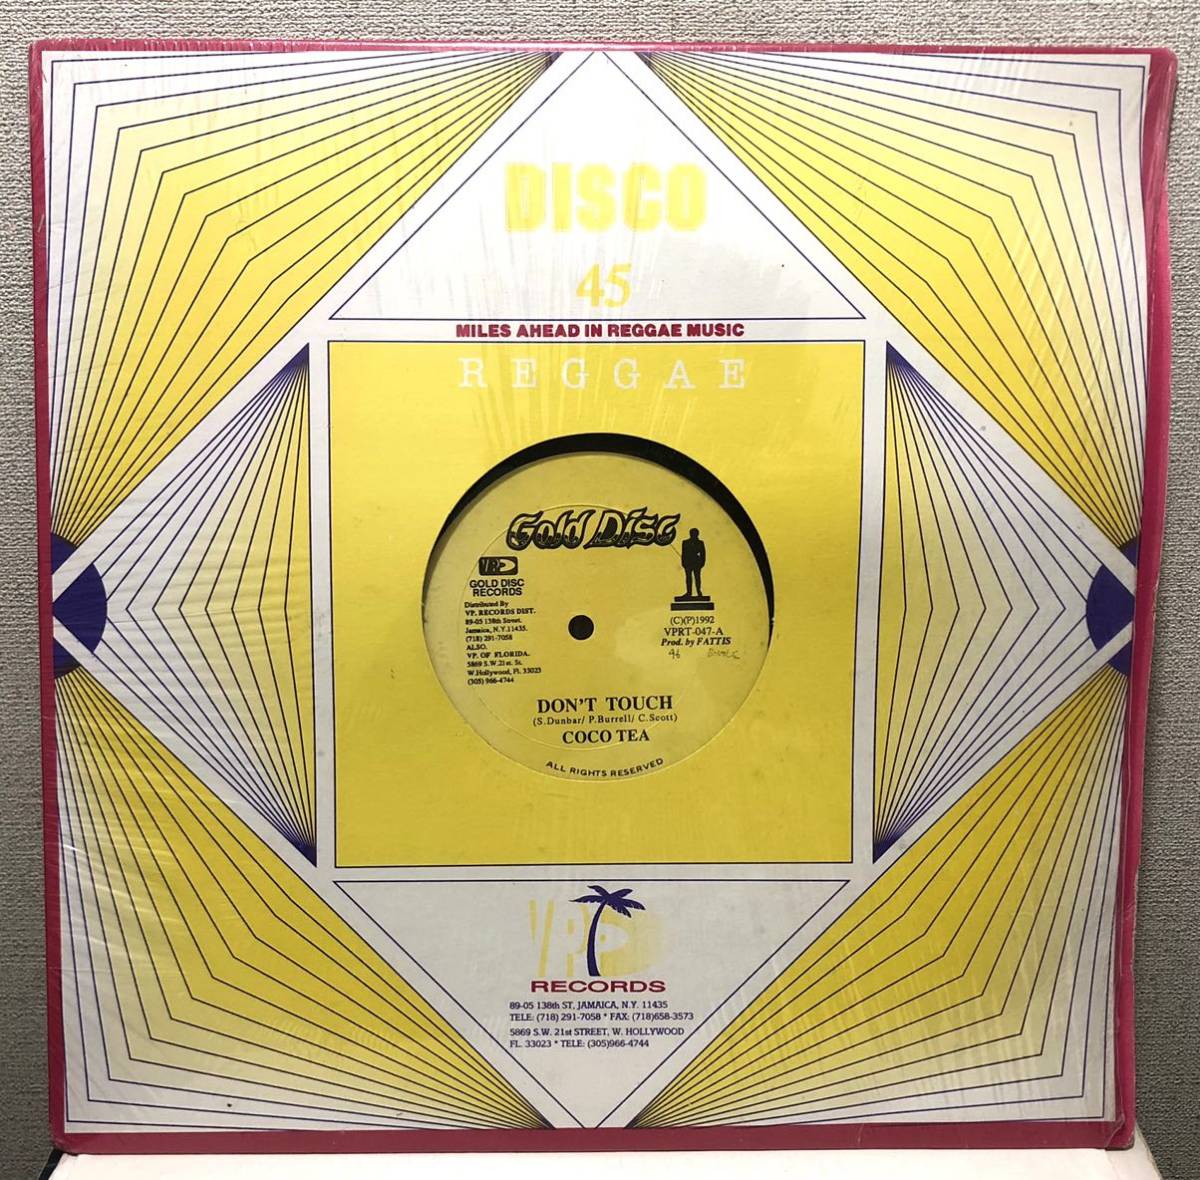 DISCO
45
MILES AHEAD IN REGGAE MUSIC
REGGAE
Gold Disc
VP
GOLD DISC
RECORDS
Distributed By
VP. RECORDS DIST.
89-05 138th Street.
Jamaica, N.Y.11435.
(718) 291-7058
ALSO.
VP. OF FLORIDA.
5869 S.W.21st. St.
W.Hollywood, Fl. 33023
(305) 966-4744
(C)(P)1992
VPRT-047-A
Prod. by FATTIS
DON'T TOUCH
(S.Dunbar/ P.Burrell/ C.Scott)
COCO TEA
ALL RIGHTS RESERVED
VP
RECORDS
89-05 138th ST, JAMAICA, N.Y. 11435
TELE: (718) 291-7058 * FAX: (718)658-3573
5869 S.W. 21st STREET, W. HOLLYWOOD
FL. 33023 * TELE: (305)966-4744